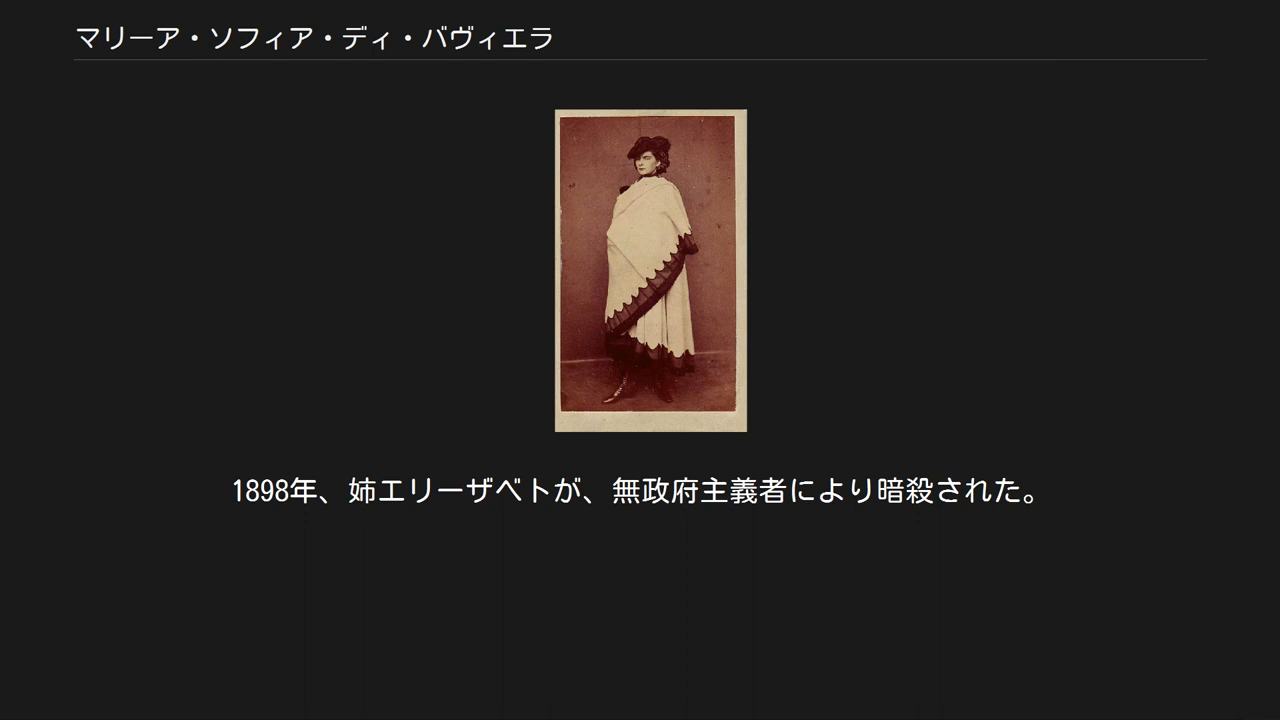 マリーア・ソフィア・ディ・バヴィエラ
1898年、姉エリーザベトが、無政府主義者により暗殺された。